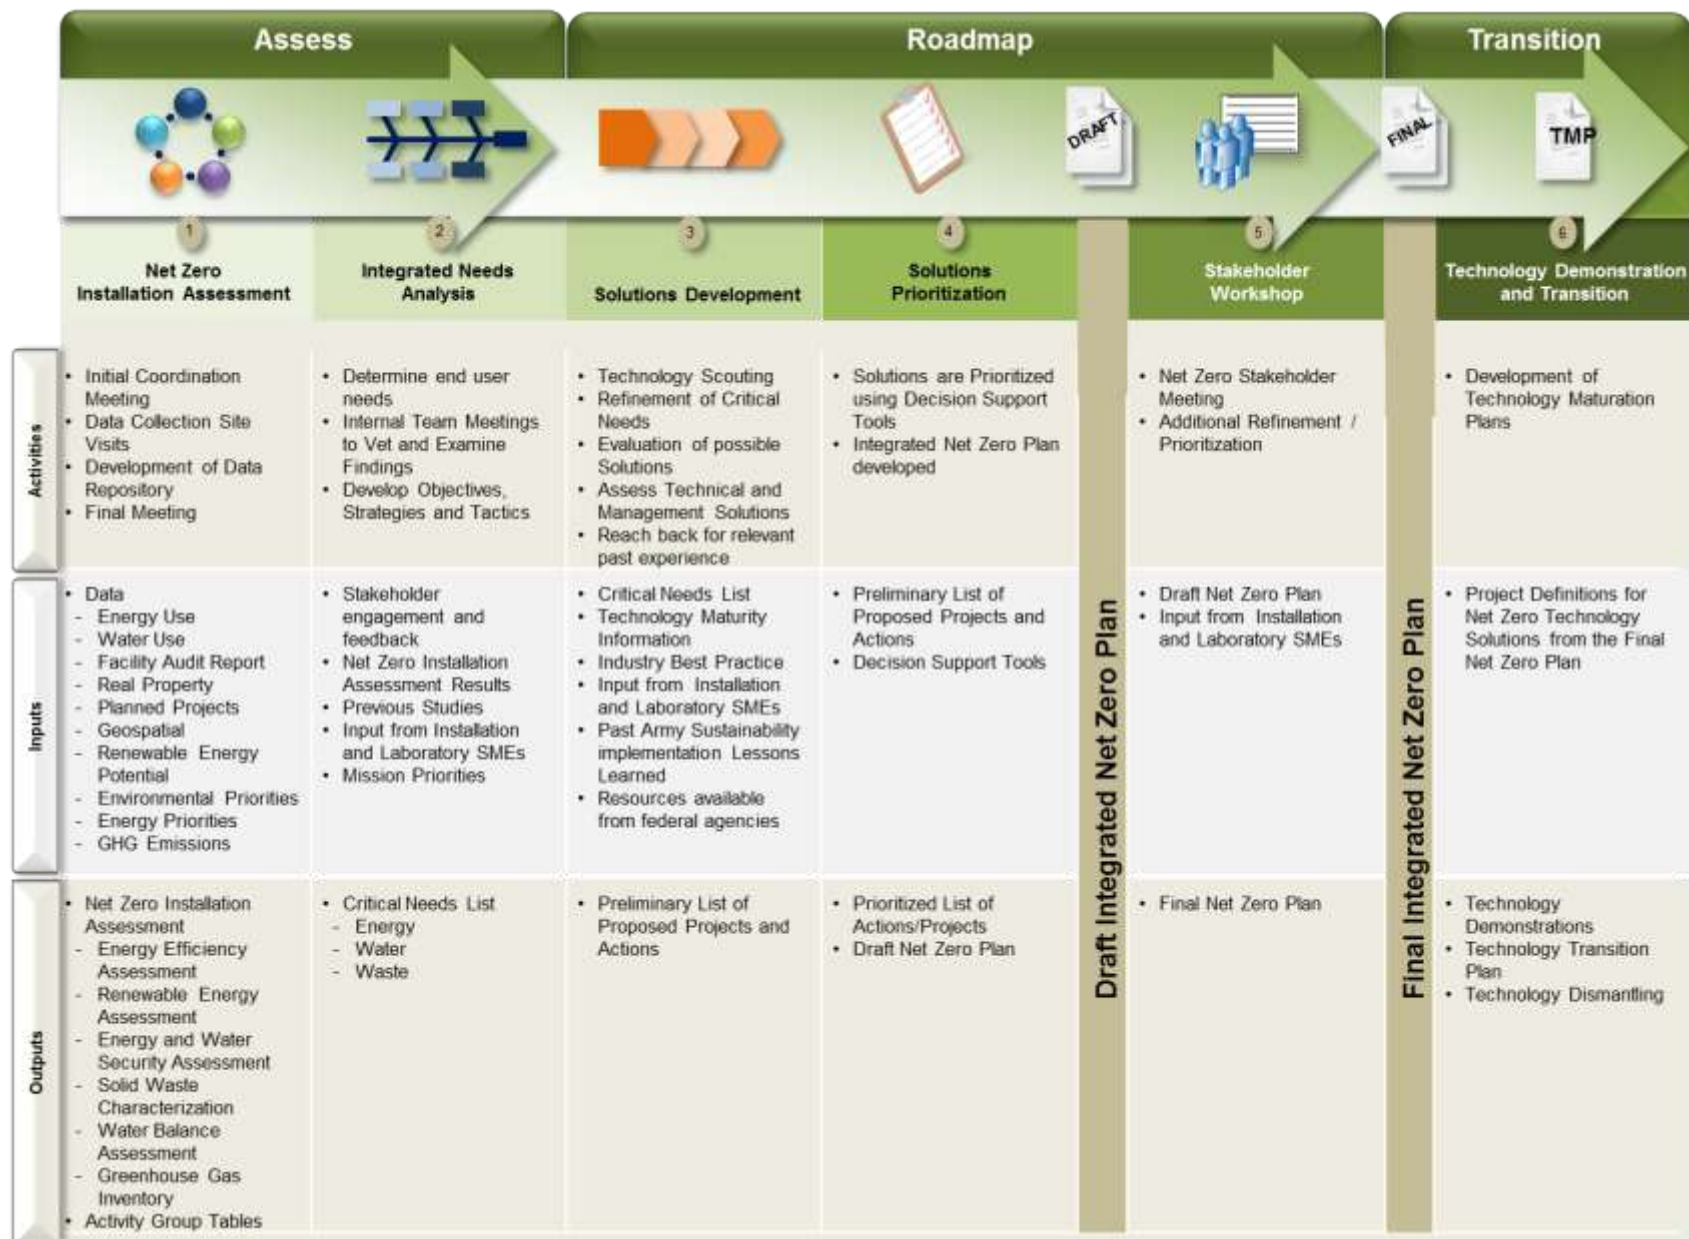 Assess
Roadmap
Transition
DRAFT
FINAL
TMP
1
2
3
4
5
6
Net Zero
Installation Assessment
Integrated Needs
Analysis
Solutions Development
Solutions
Prioritization
Stakeholder
Workshop
Technology Demonstration
and Transition
Activities
• Initial Coordination
Meeting
• Data Collection Site
Visits
• Development of Data
Repository
• Final Meeting
• Determine end user
needs
• Internal Team Meetings
to Vet and Examine
Findings
• Develop Objectives,
Strategies and Tactics
• Technology Scouting
• Refinement of Critical
Needs
• Evaluation of possible
Solutions
• Assess Technical and
Management Solutions
• Reach back for relevant
past experience
• Solutions are Prioritized
using Decision Support
Tools
• Integrated Net Zero Plan
developed
• Net Zero Stakeholder
Meeting
• Additional Refinement /
Prioritization
• Development of
Technology Maturation
Plans
Inputs
• Data
- Energy Use
- Water Use
- Facility Audit Report
- Real Property
- Planned Projects
- Geospatial
- Renewable Energy
Potential
- Environmental Priorities
- Energy Priorities
- GHG Emissions
• Stakeholder
engagement and
feedback
• Net Zero Installation
Assessment Results
• Previous Studies
• Input from Installation
and Laboratory SMEs
• Mission Priorities
• Critical Needs List
• Technology Maturity
Information
• Industry Best Practice
• Input from Installation
and Laboratory SMEs
• Past Army Sustainability
implementation Lessons
Learned
• Resources available
from federal agencies
• Preliminary List of
Proposed Projects and
Actions
• Decision Support Tools
• Draft Net Zero Plan
• Input from Installation
and Laboratory SMEs
• Project Definitions for
Net Zero Technology
Solutions from the Final
Net Zero Plan
Outputs
• Net Zero Installation
Assessment
- Energy Efficiency
Assessment
- Renewable Energy
Assessment
- Energy and Water
Security Assessment
- Solid Waste
Characterization
- Water Balance
Assessment
- Greenhouse Gas
Inventory
• Activity Group Tables
• Critical Needs List
- Energy
- Water
- Waste
• Preliminary List of
Proposed Projects and
Actions
• Prioritized List of
Actions/Projects
• Draft Net Zero Plan
• Final Net Zero Plan
• Technology
Demonstrations
• Technology Transition
Plan
• Technology Dismantling
Draft Integrated Net Zero Plan
Final Integrated Net Zero Plan